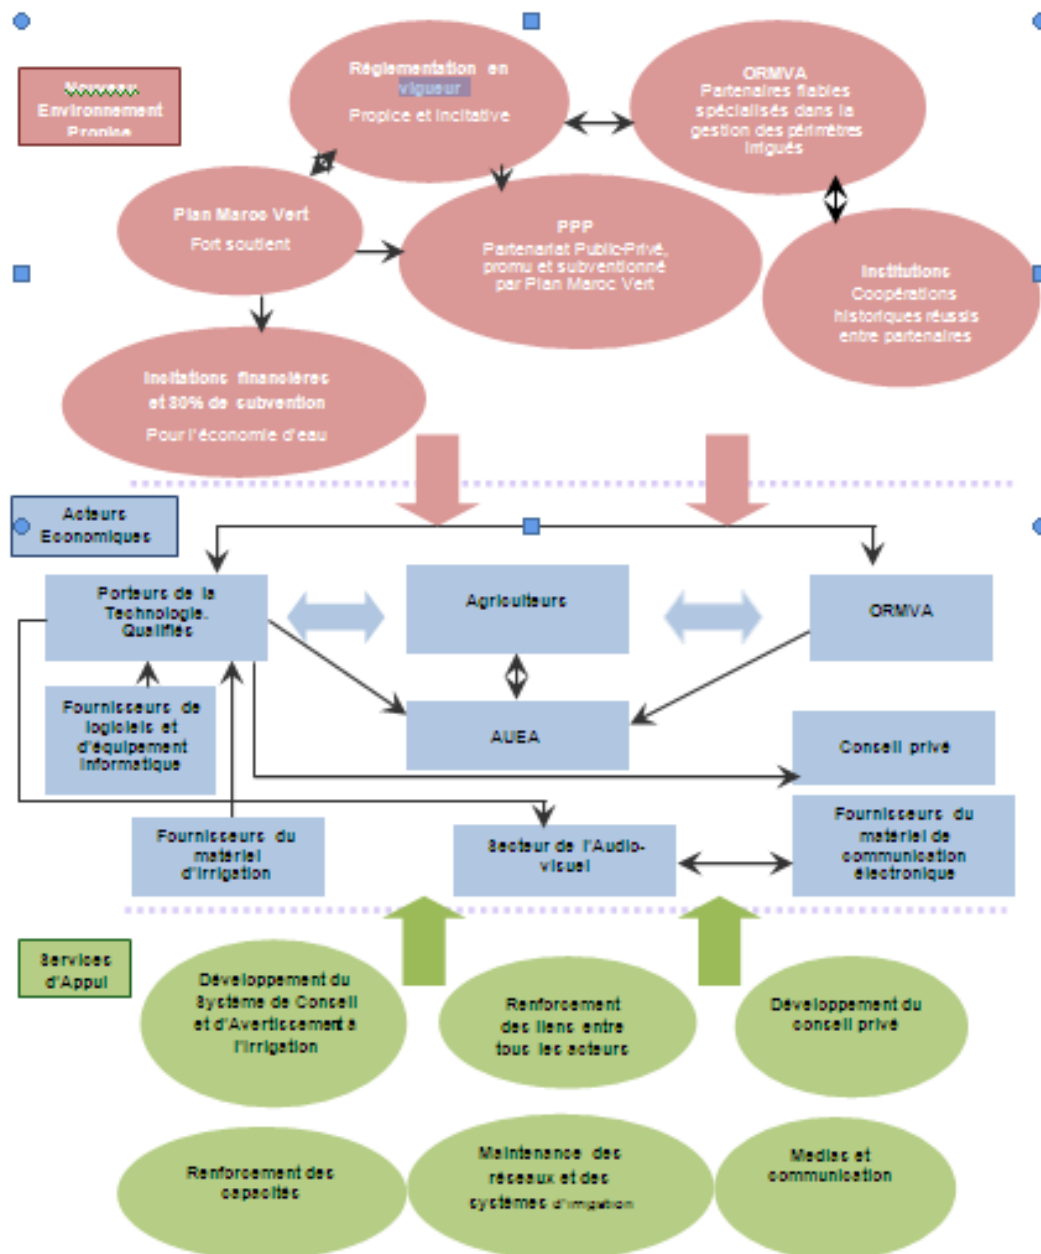 Nouveau
Environnement
Propice
Réglementation en
vigueur
Propice et incitative
ORMVA
Partenaires fiables
spécialisés dans la
gestion des périmètres
irrigués
Plan Maroc Vert
Fort soutient
PPP
Partenariat Public-Privé,
promu et subventionné
par Plan Maroc Vert
Institutions
Coopérations
historiques réussis
entre partenaires
Incitations financières
et 80% de subvention
Pour l'économie d'eau
Acteurs
Economiques
Porteurs de la
Technologie.
Qualifiés
Agriculteurs
ORMVA
Fournisseurs de
logiciels et
d'équipement
informatique
AUEA
Conseil privé
Fournisseurs du
matériel
d'irrigation
Secteur de l'Audio-
visuel
Fournisseurs du
matériel de
communication
électronique
Services
d'Appui
Développement du
Système de Conseil
et d'Avertissement à
l'irrigation
Renforcement
des liens entre
tous les acteurs
Développement du
conseil privé
Renforcement des
capacités
Maintenance des
réseaux et des
systèmes d'irrigation
Medias et
communication